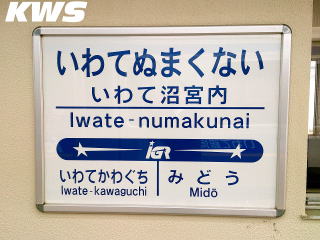 KWS
いわてぬまくない
いわて沼宮内
Iwate-numakunai
IGR
いわてかわぐち
Iwate-kawaguchi
みどう
Midō